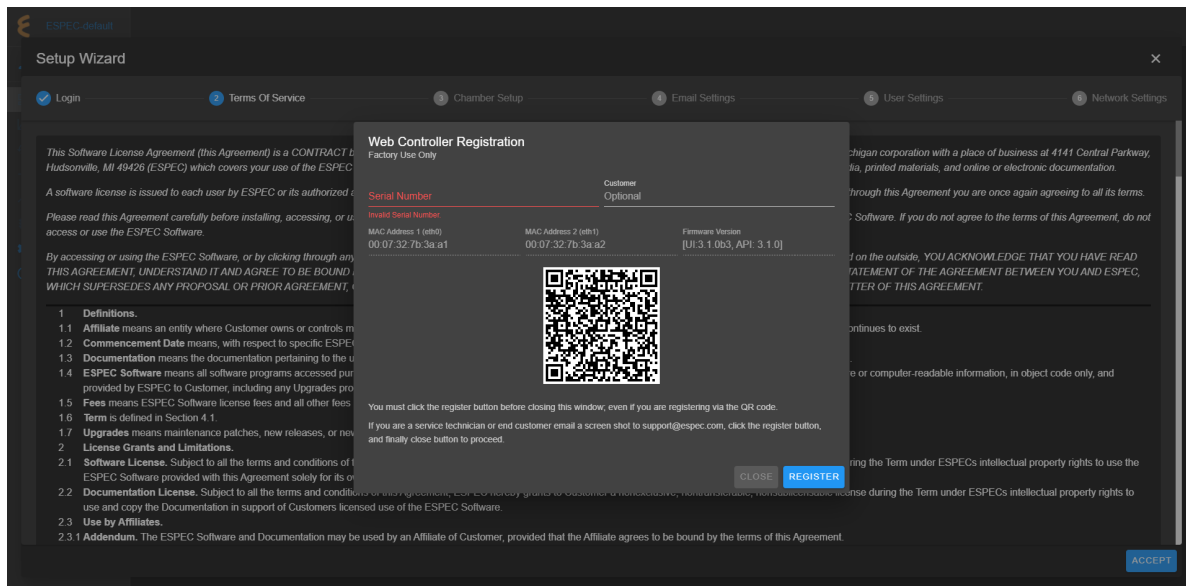 ESPEC-default
Setup Wizard
Login
2 Terms Of Service
3 Chamber Setup
4 Email Settings
5 User Settings
6 Network Settings
This Software License Agreement (this Agreement) is a CONTRACT b
chigan corporation with a place of business at 4141 Central Parkway,
Hudsonville, MI 49426 (ESPEC) which covers your use of the ESPEC
dia, printed materials, and online or electronic documentation.
A software license is issued to each user by ESPEC or its authorized
through this Agreement you are once again agreeing to all its terms.
Please read this Agreement carefully before installing, accessing, or u
Software. If you do not agree to the terms of this Agreement, do not
access or use the ESPEC Software.
By accessing or using the ESPEC Software, or by clicking through any
on the outside, YOU ACKNOWLEDGE THAT YOU HAVE READ
THIS AGREEMENT, UNDERSTAND IT AND AGREE TO BE BOUND
TATEMENT OF THE AGREEMENT BETWEEN YOU AND ESPEC,
WHICH SUPERSEDES ANY PROPOSAL OR PRIOR AGREEMENT,
TTER OF THIS AGREEMENT.
1 Definitions.
1.1 Affiliate means an entity where Customer owns or controls m
ontinues to exist.
1.2 Commencement Date means, with respect to specific ESPE
1.3 Documentation means the documentation pertaining to the u
1.4 ESPEC Software means all software programs accessed pur
e or computer-readable information, in object code only, and
provided by ESPEC to Customer, including any Upgrades pro
1.5 Fees means ESPEC Software license fees and all other fees
1.6 Term is defined in Section 4.1.
1.7 Upgrades means maintenance patches, new releases, or nev
2 License Grants and Limitations.
2.1 Software License. Subject to all the terms and conditions of t
ring the Term under ESPECs intellectual property rights to use the
ESPEC Software provided with this Agreement solely for its o
2.2 Documentation License. Subject to all the terms and conditions of this Agreement, ESPEC hereby grants to Customer a nonexclusive, nontransferable, nonsublicensable license during the Term under ESPECs intellectual property rights to
use and copy the Documentation in support of Customers licensed use of the ESPEC Software.
2.3 Use by Affiliates.
2.3.1 Addendum. The ESPEC Software and Documentation may be used by an Affiliate of Customer, provided that the Affiliate agrees to be bound by the terms of this Agreement.
ACCEPT
Web Controller Registration
Factory Use Only
Serial Number
Invalid Serial Number.
Customer
Optional
MAC Address 1 (eth0)
00:07:32:7b:3a:a1
MAC Address 2 (eth1)
00:07:32:7b:3a:a2
Firmware Version
[UI:3.1.0b3, API: 3.1.0]
You must click the register button before closing this window; even if you are registering via the QR code.
If you are a service technician or end customer email a screen shot to support@espec.com, click the register button,
and finally close button to proceed.
CLOSE
REGISTER